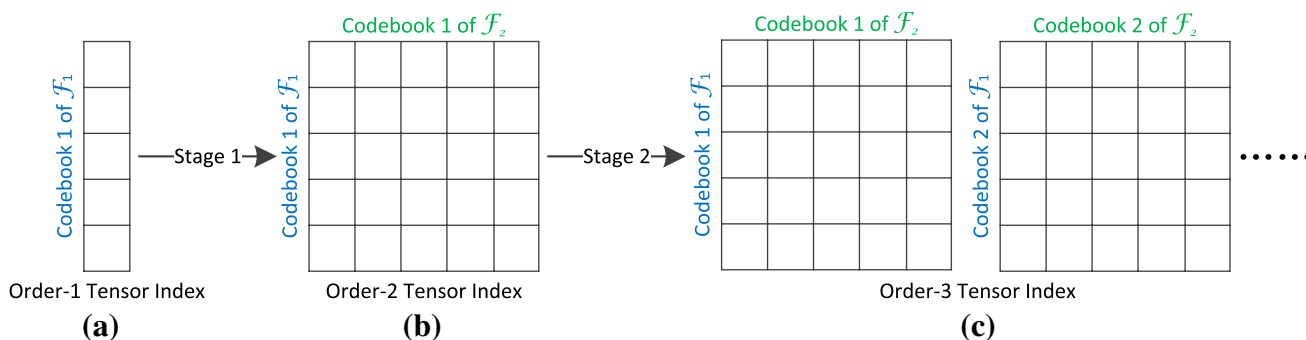 Codebook 1 of ℱ₂
Codebook 1 of ℱ₂
Codebook 2 of ℱ₂
Codebook 1 of ℱ₁
Stage 1
Codebook 1 of ℱ₁
Stage 2
Codebook 1 of ℱ₁
Codebook 2 of ℱ₁
......
Order-1 Tensor Index
Order-2 Tensor Index
Order-3 Tensor Index
(a)
(b)
(c)